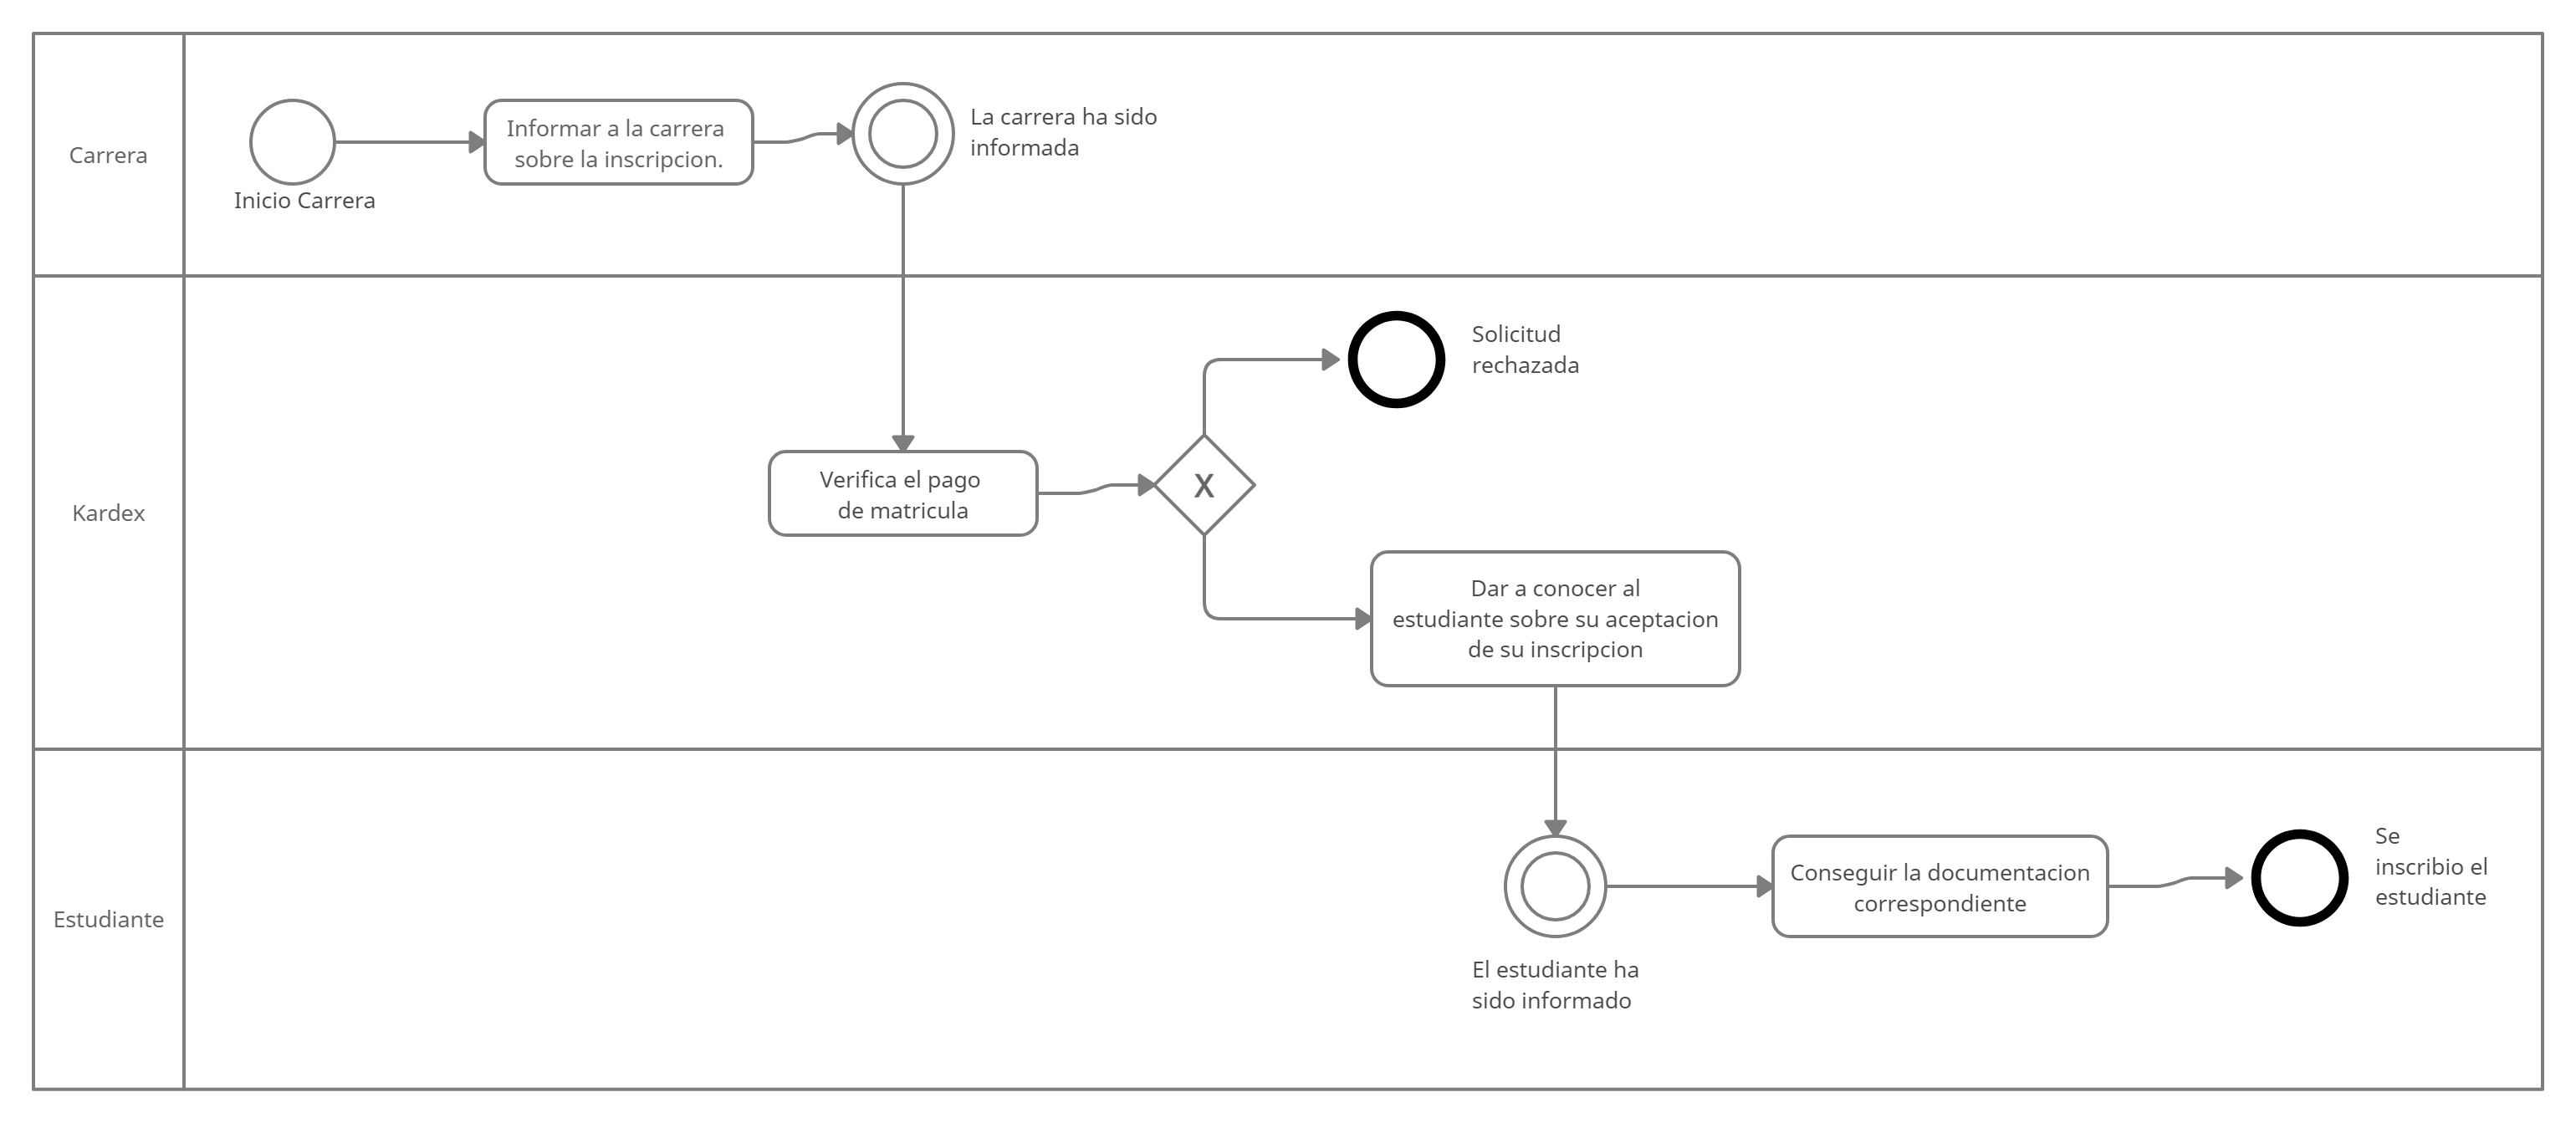 Carrera
Inicio Carrera
Informar a la carrera
sobre la inscripcion.
La carrera ha sido
informada
Kardex
Verifica el pago
de matricula
X
Solicitud
rechazada
Dar a conocer al
estudiante sobre su aceptacion
de su inscripcion
Estudiante
El estudiante ha
sido informado
Conseguir la documentacion
correspondiente
Se
inscribio el
estudiante